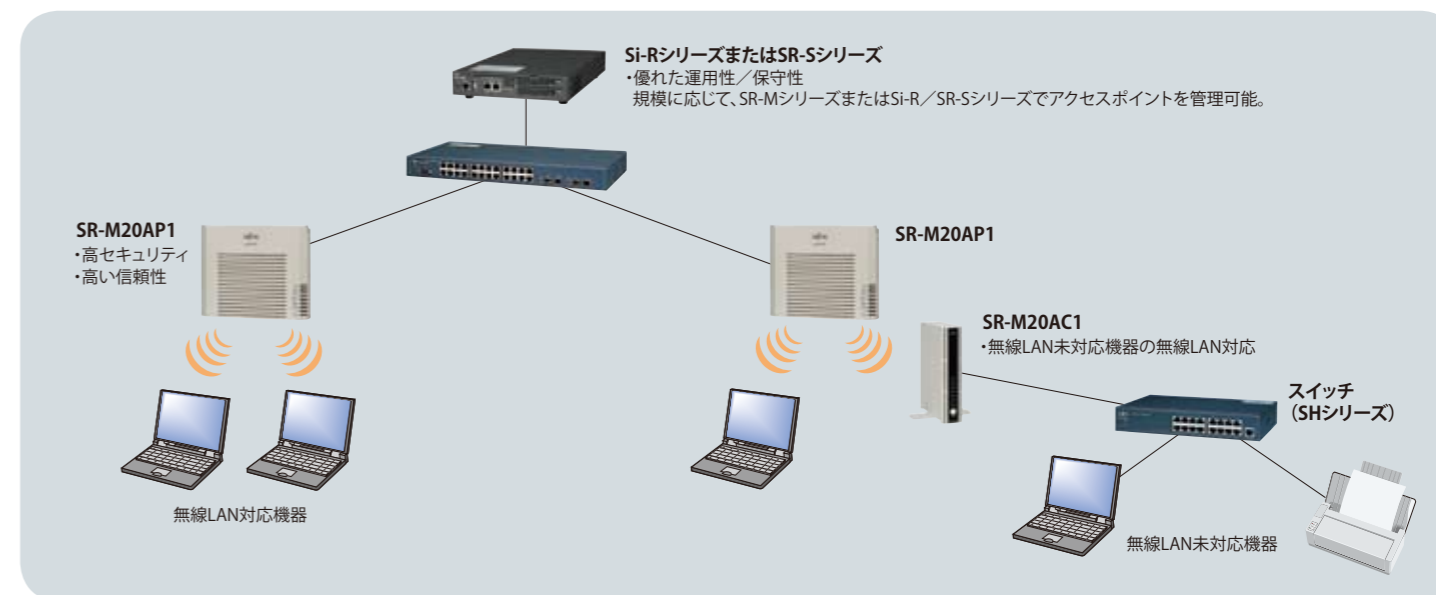 Si-RシリーズまたはSR-Sシリーズ
・優れた運用性／保守性
規模に応じて、SR-MシリーズまたはSi-R／SR-Sシリーズでアクセスポイントを管理可能。
SR-M20AP1
・高セキュリティ
・高い信頼性
SR-M20AP1
SR-M20AC1
・無線LAN未対応機器の無線LAN対応
スイッチ
（SHシリーズ）
無線LAN対応機器
無線LAN未対応機器